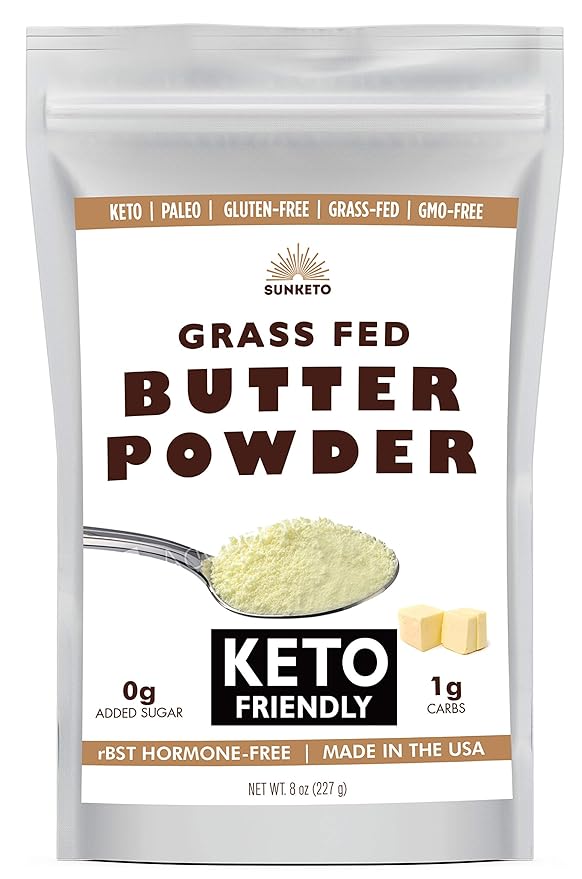 KETO | PALEO | GLUTEN-FREE | GRASS-FED | GMO-FREE
SUNKETO
GRASS FED
BUTTER
POWDER
KETO
FRIENDLY
0g
ADDED SUGAR
1g
CARBS
rBST HORMONE-FREE | MADE IN THE USA
NET WT. 8 oz (227 g)